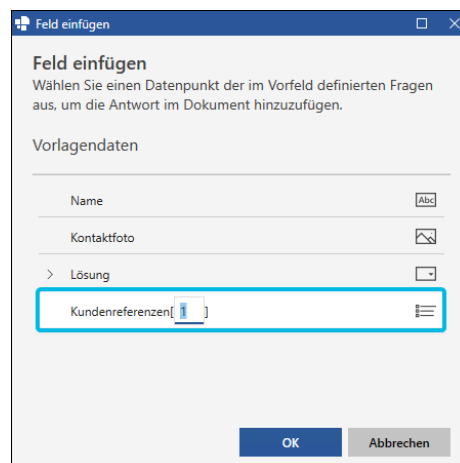 Feld einfügen
Feld einfügen
Wählen Sie einen Datenpunkt der im Vorfeld definierten Fragen
aus, um die Antwort im Dokument hinzuzufügen.
Vorlagendaten
Name
Abc
Kontaktfoto
Lösung
Kundenreferenzen[ 1 ]
OK
Abbrechen